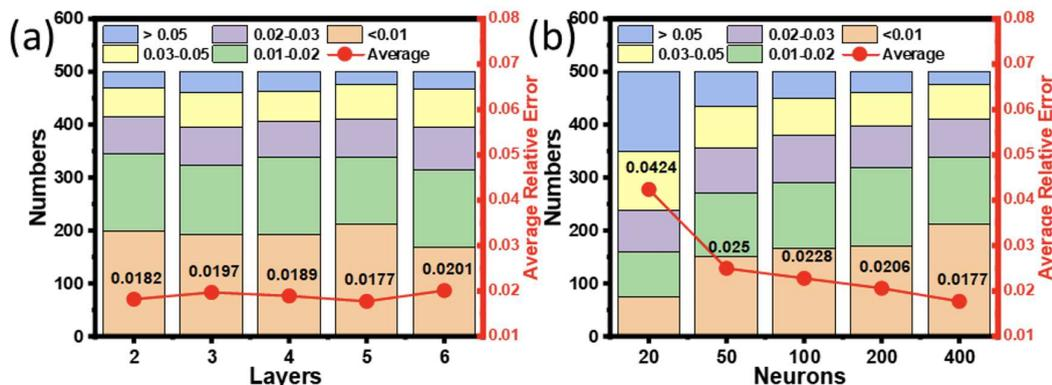 (a)
600
500
400
300
200
100
0
Numbers
> 0.05 0.02-0.03 <0.01
0.03-0.05 0.01-0.02 Average
0.0182 0.0197 0.0189 0.0177 0.0201
2 3 4 5 6
Layers
0.08
0.07
0.06
0.05
0.04
0.03
0.02
0.01
Average Relative Error
(b)
600
500
400
300
200
100
0
Numbers
> 0.05 0.02-0.03 <0.01
0.03-0.05 0.01-0.02 Average
0.0424 0.025 0.0228 0.0206 0.0177
20 50 100 200 400
Neurons
0.08
0.07
0.06
0.05
0.04
0.03
0.02
0.01
Average Relative Error